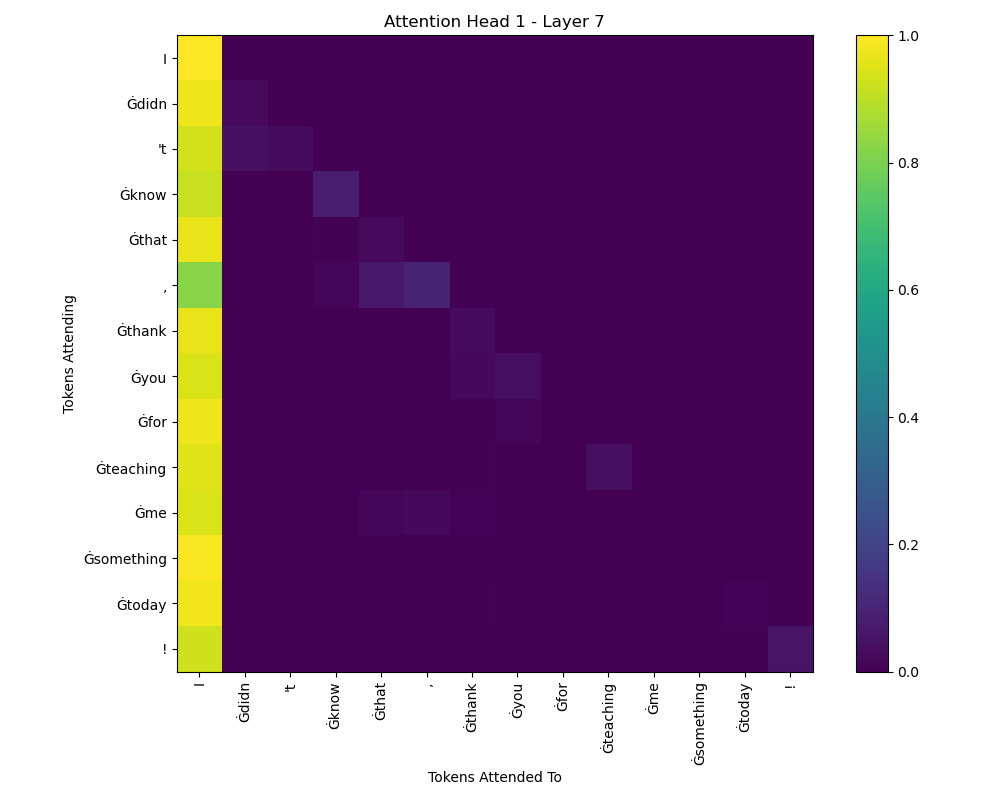 Attention Head 1 - Layer 7
Tokens Attending
I
Ġdidn
't
Ġknow
Ġthat
,
Ġthank
Ġyou
Ġfor
Ġteaching
Ġme
Ġsomething
Ġtoday
!
I
Ġdidn
't
Ġknow
Ġthat
,
Ġthank
Ġyou
Ġfor
Ġteaching
Ġme
Ġsomething
Ġtoday
!
Tokens Attended To
1.0
0.8
0.6
0.4
0.2
0.0